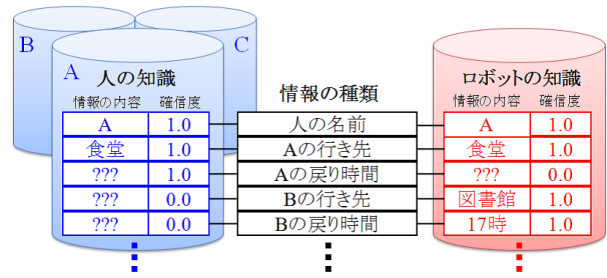 B
C
A
人の知識
情報の内容 確信度
A 1.0
食堂 1.0
??? 1.0
??? 0.0
??? 0.0
情報の種類
人の名前
Aの行き先
Aの戻り時間
Bの行き先
Bの戻り時間
ロボットの知識
情報の内容 確信度
A 1.0
食堂 1.0
??? 0.0
図書館 1.0
17時 1.0